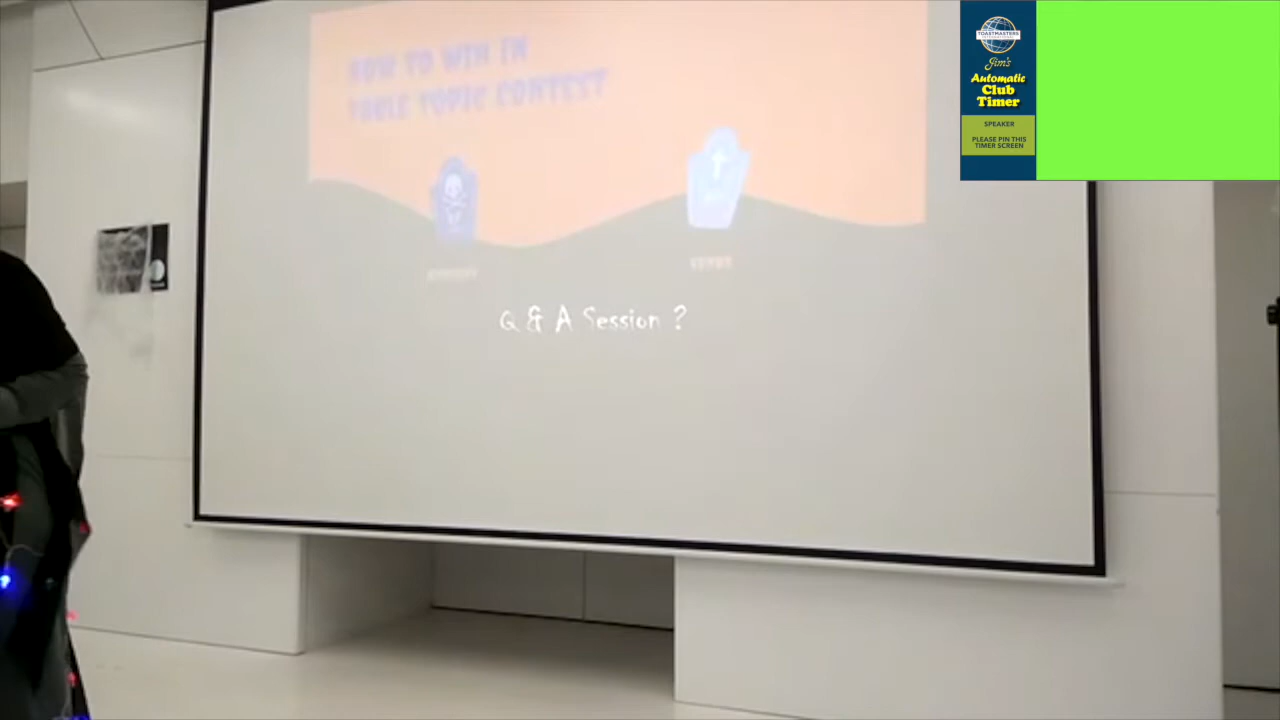 HOW TO WIN IN
TABLE TOPIC CONTEST
Q & A Session ?
TOASTMASTERS
INTERNATIONAL
Jim's
Automatic
Club
Timer
SPEAKER
PLEASE PIN THIS
TIMER SCREEN